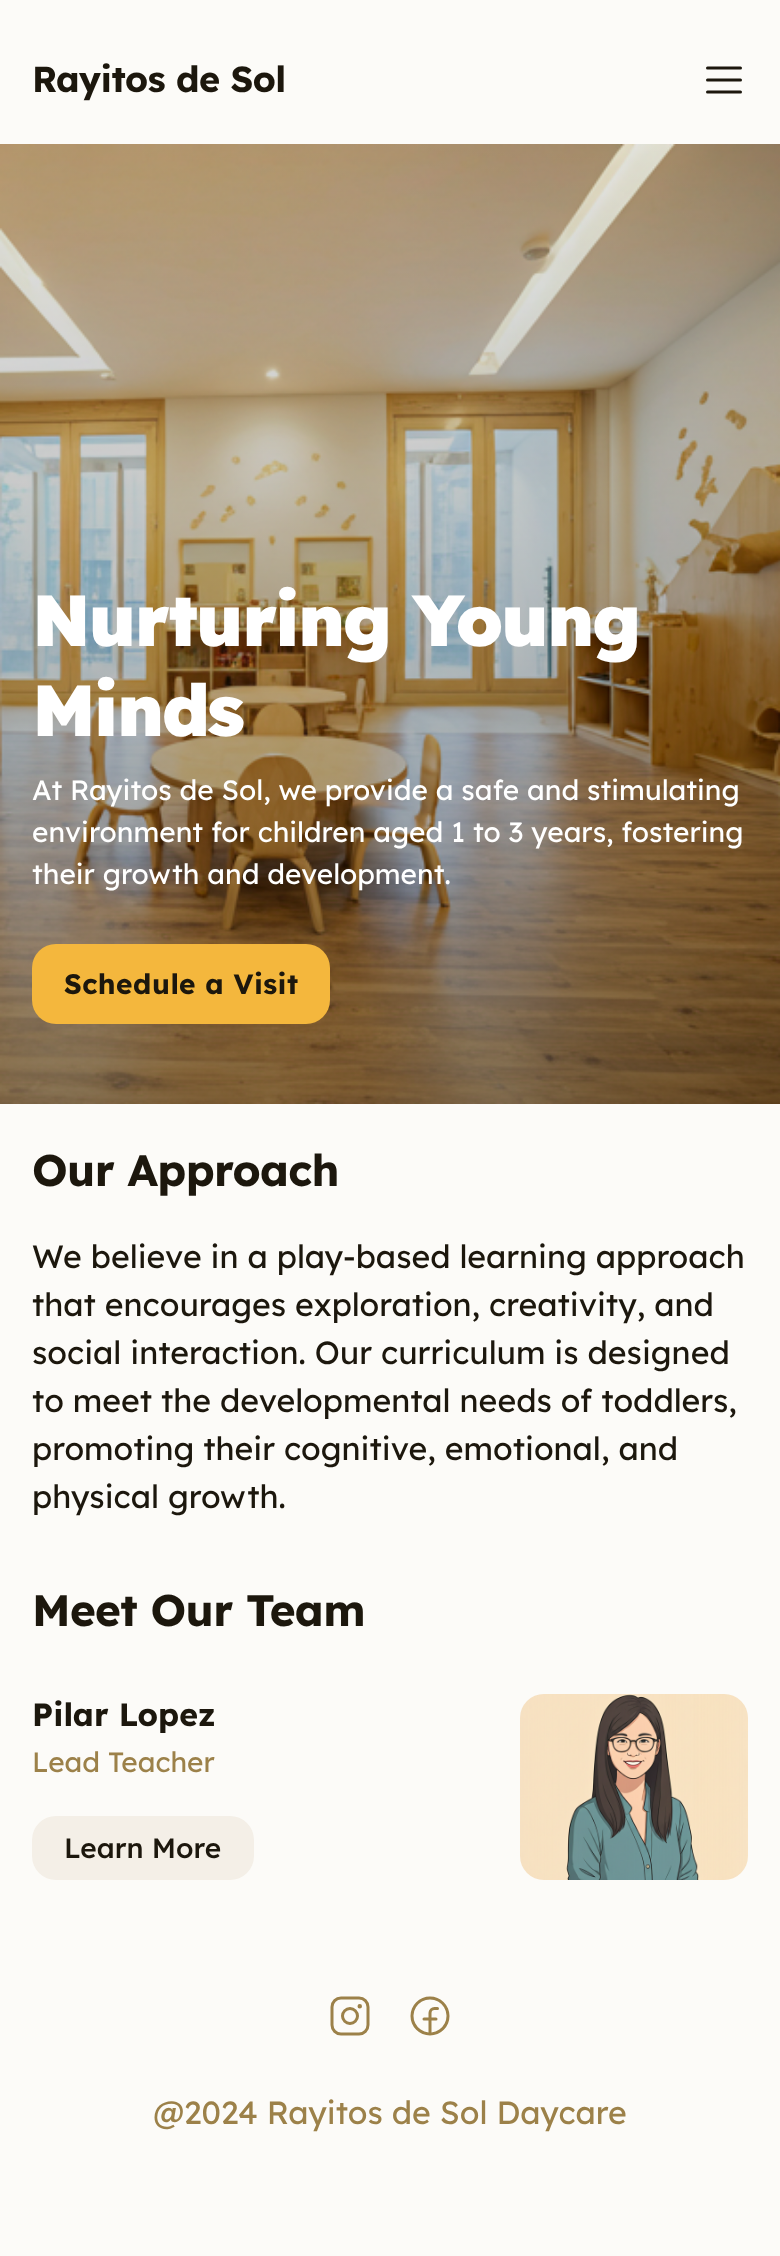 Rayitos de Sol
Nurturing Young
Minds
At Rayitos de Sol, we provide a safe and stimulating
environment for children aged 1 to 3 years, fostering
their growth and development.
Schedule a Visit
Our Approach
We believe in a play-based learning approach
that encourages exploration, creativity, and
social interaction. Our curriculum is designed
to meet the developmental needs of toddlers,
promoting their cognitive, emotional, and
physical growth.
Meet Our Team
Pilar Lopez
Lead Teacher
Learn More
@2024 Rayitos de Sol Daycare